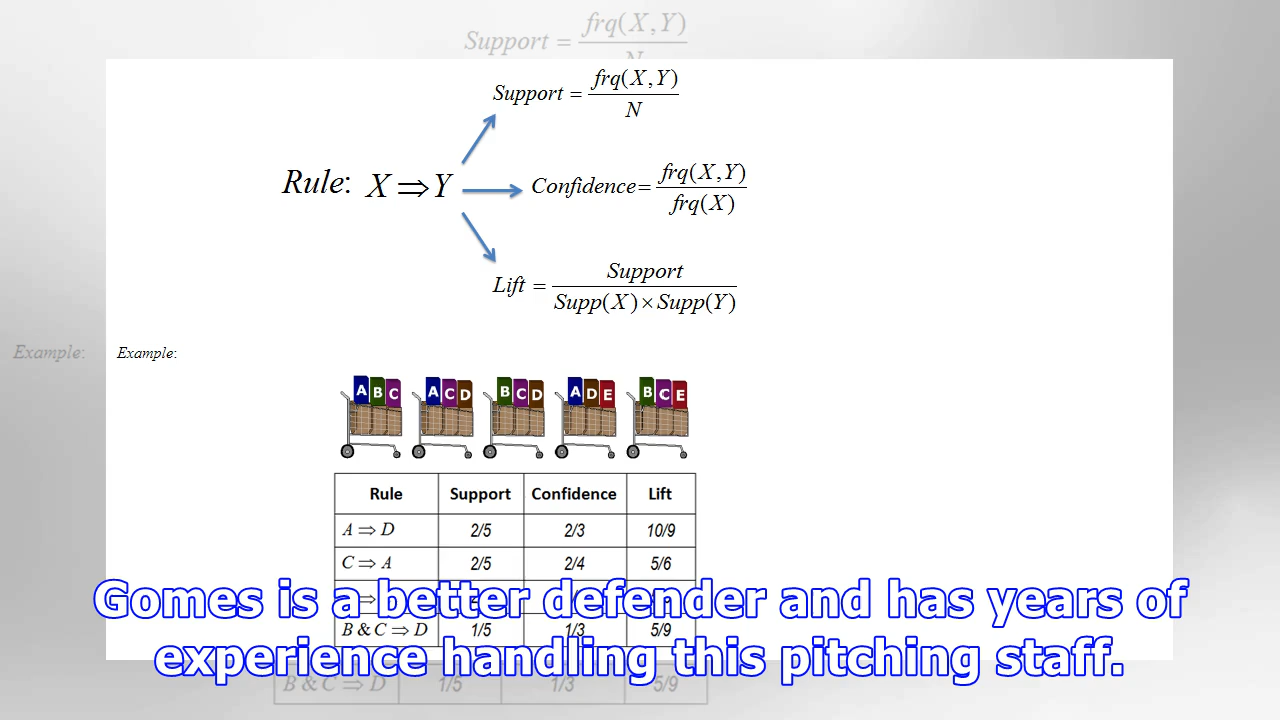 Support = frq(X,Y)
N
Support = frq(X,Y) / N
Rule: X ⇒ Y
Confidence = frq(X,Y) / frq(X)
Lift = Support / Supp(X) × Supp(Y)
Example: Example:
A B C A C D B C D A D E B C E
Rule Support Confidence Lift
A ⇒ D 2/5 2/3 10/9
C ⇒ A 2/5 2/4 5/6
⇒
B & C ⇒ D 1/5 1/3 5/9
Gomes is a better defender and has years of
experience handling this pitching staff.
B & C ⇒ D 1/5 1/3 5/9